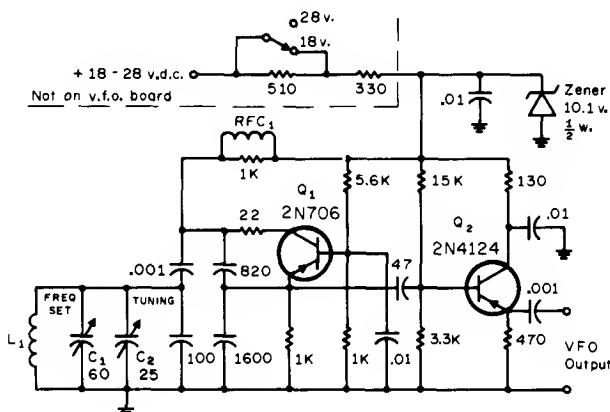 28v.
18v.
+ 18 - 28 v.d.c.
510
330
Not on v.f.o. board
.01
Zener
10.1 v.
1/2 w.
RFC1
1K
5.6K
15K
130
Q1
2N706
22
Q2
2N4124
.01
.001
820
47
.001
FREQ SET
TUNING
L1
C1
60
C2
25
100
1600
1K
1K
.01
3.3K
470
VFO
Output